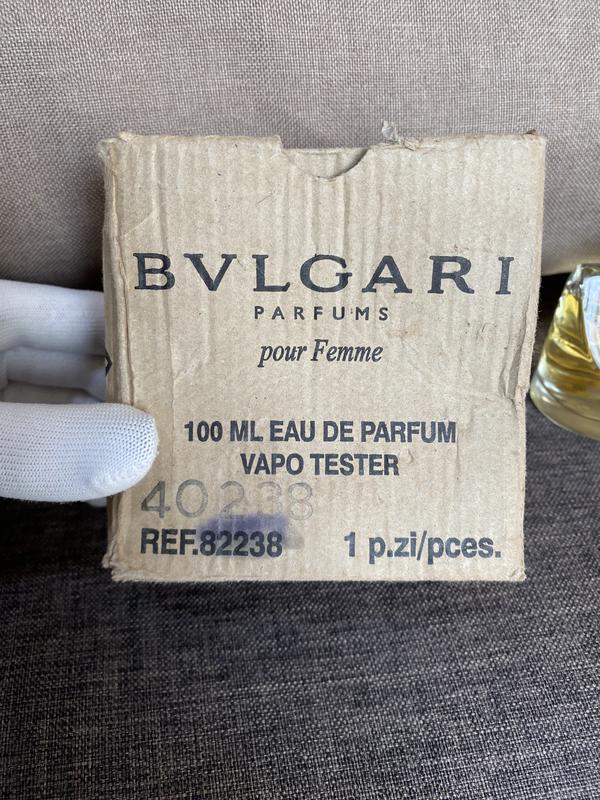 BVLGARI
PARFUMS
pour Femme
100 ML EAU DE PARFUM
VAPO TESTER
40238
REF.82238 1 p.zi/pces.